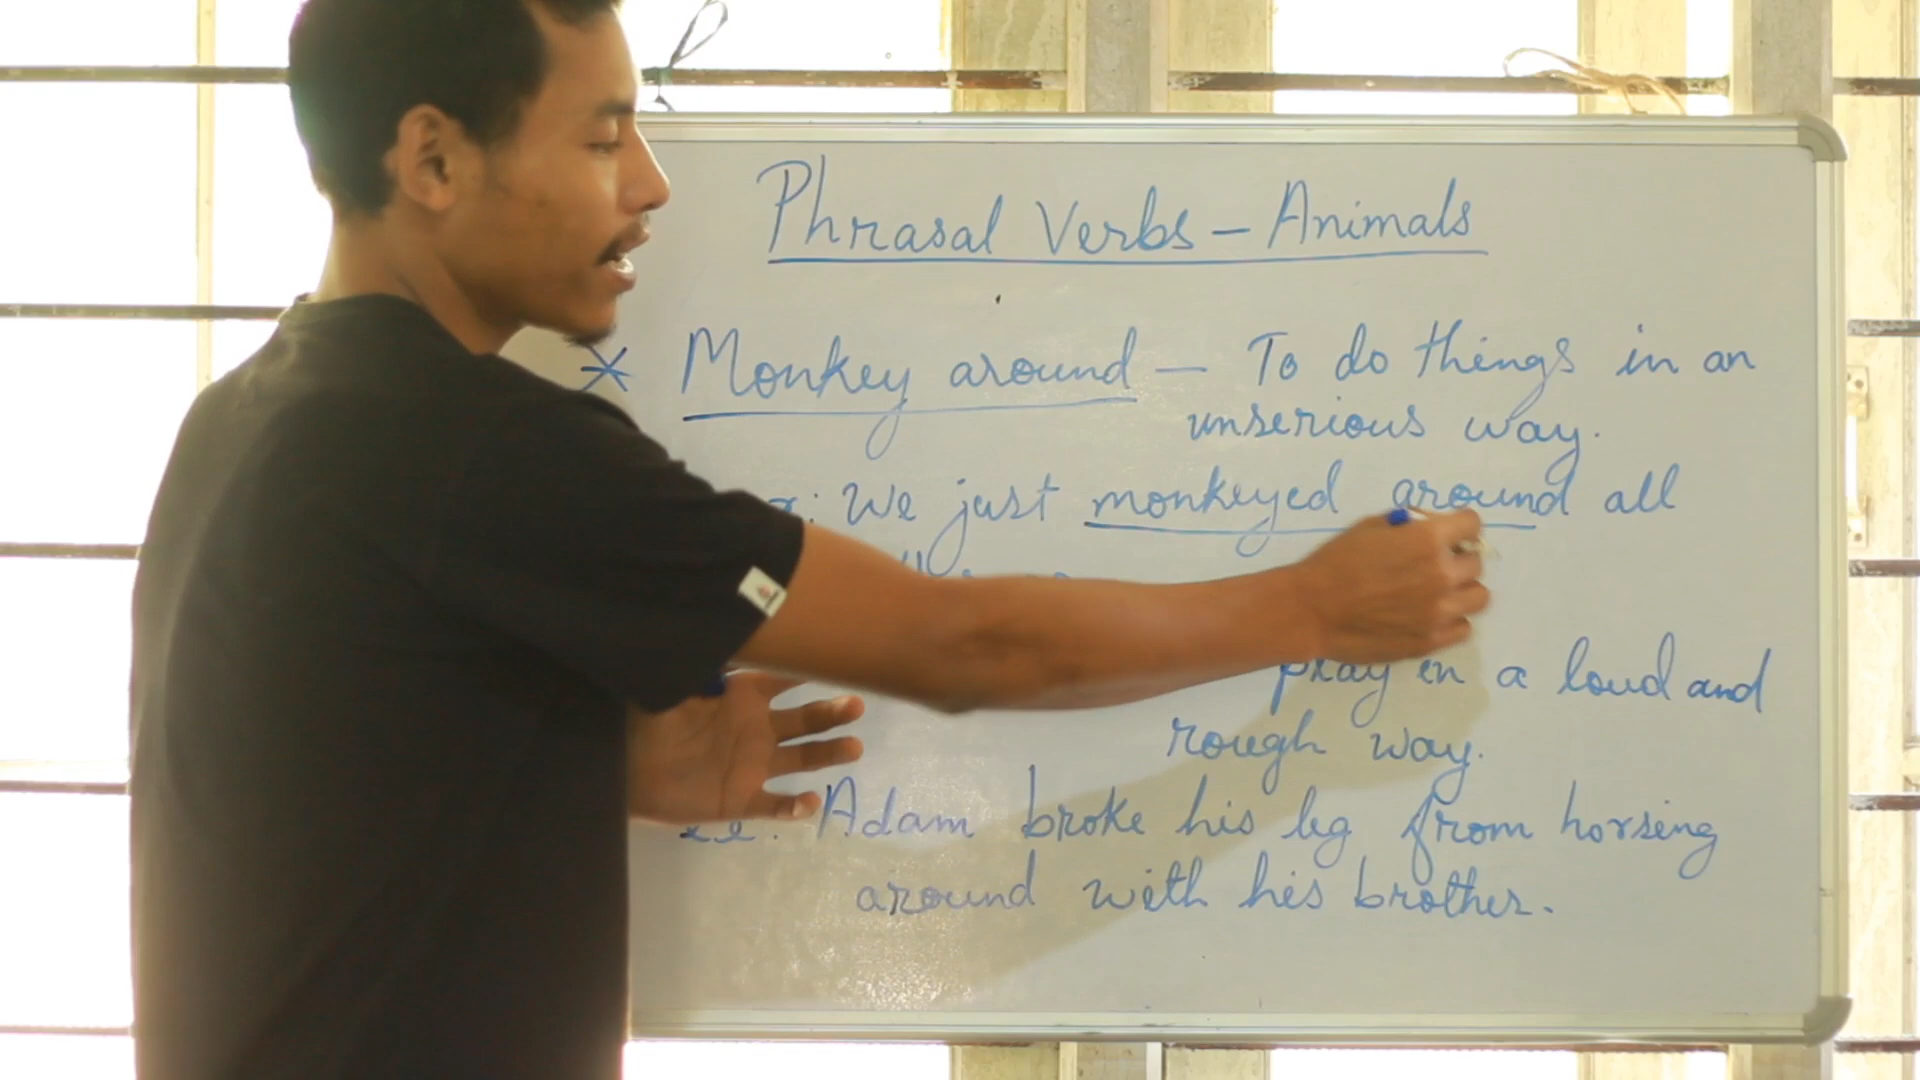 Phrasal Verbs - Animals
* Monkey around - To do things in an
unserious way.
We just monkeyed around all
play in a loud and
rough way.
Adam broke his leg from horsing
around with his brother.